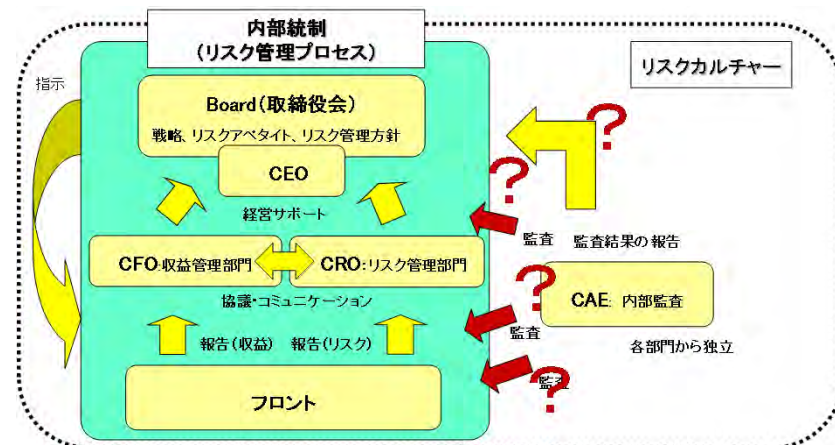 内部統制
(リスク管理プロセス)
リスクカルチャー
指示
Board(取締役会)
戦略、リスクアペタイト、リスク管理方針
?
CEO
?
経営サポート
監査
監査結果の報告
CFO:収益管理部門
CRO:リスク管理部門
?
CAE: 内部監査
協議・コミュニケーション
監査
各部門から独立
報告(収益)
報告(リスク)
?
監査
フロント